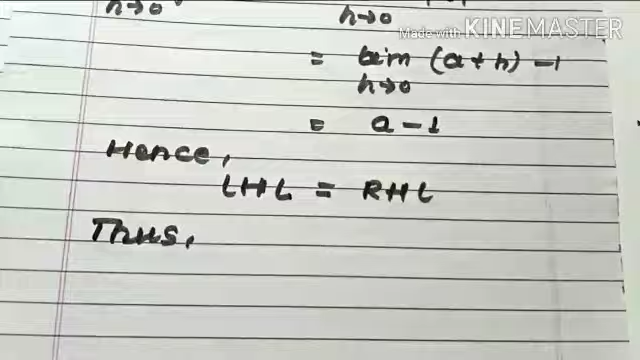 h→0 h→0
Made with KINEMASTER
= lim (a+h) -1
h→0
= a-1
Hence,
LHL = RHL
Thus,